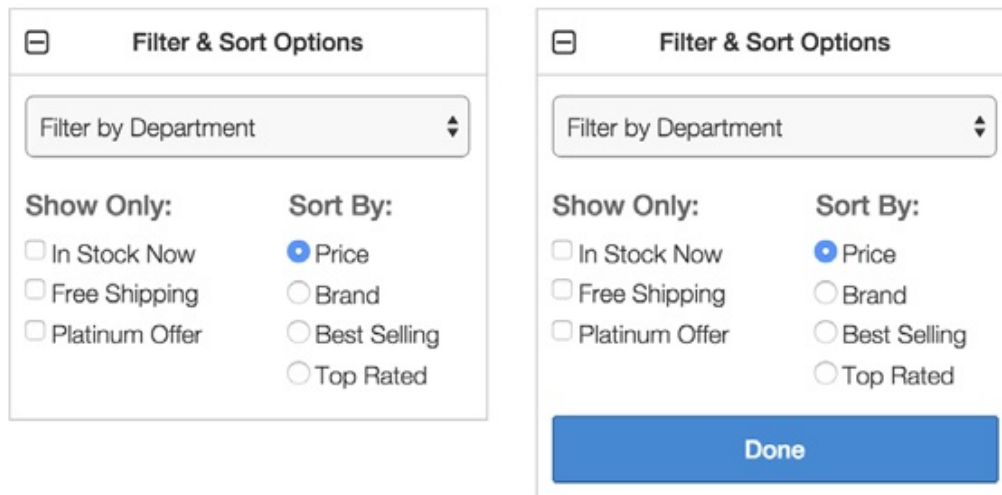 Filter & Sort Options
Filter by Department
Show Only:
In Stock Now
Free Shipping
Platinum Offer
Sort By:
Price
Brand
Best Selling
Top Rated
Filter & Sort Options
Filter by Department
Show Only:
In Stock Now
Free Shipping
Platinum Offer
Sort By:
Price
Brand
Best Selling
Top Rated
Done